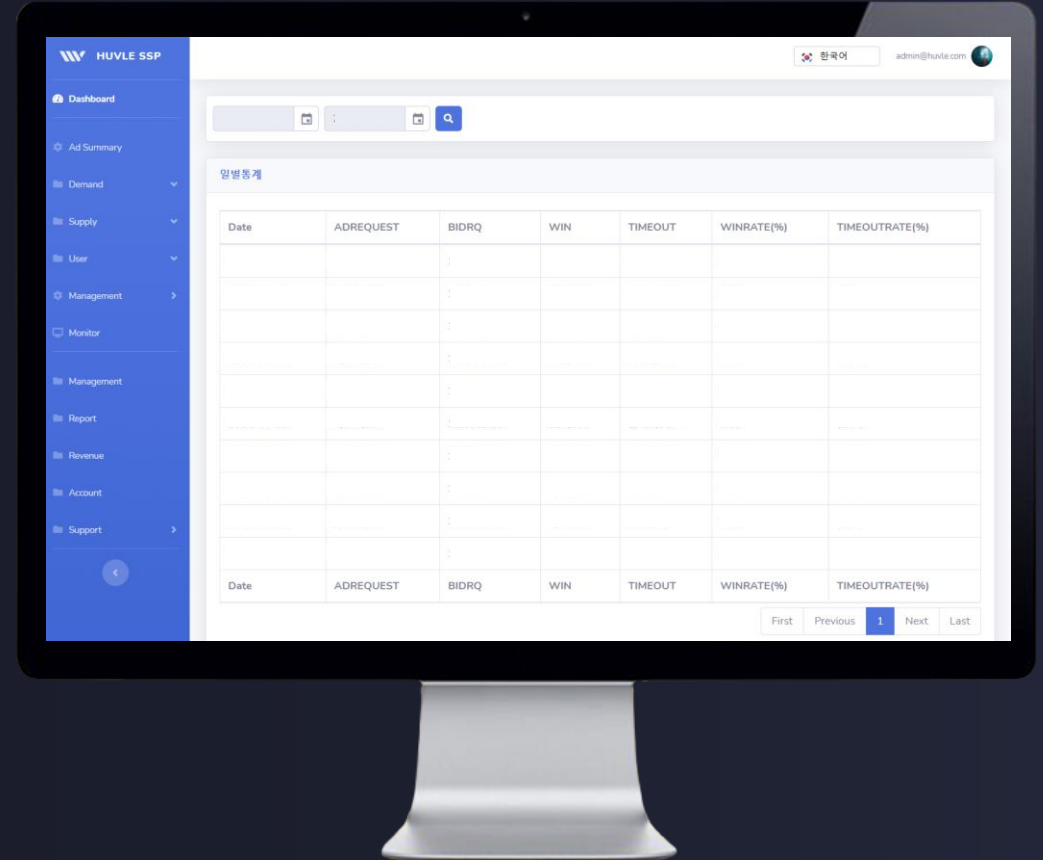 HUVLE SSP
한국어
admin@huvle.com
Dashboard
Ad Summary
Demand
Supply
User
Management
Monitor
Management
Report
Revenue
Account
Support
일별통계
Date ADREQUEST BIDRQ WIN TIMEOUT WINRATE(%) TIMEOUTRATE(%)
Date ADREQUEST BIDRQ WIN TIMEOUT WINRATE(%) TIMEOUTRATE(%)
First Previous 1 Next Last